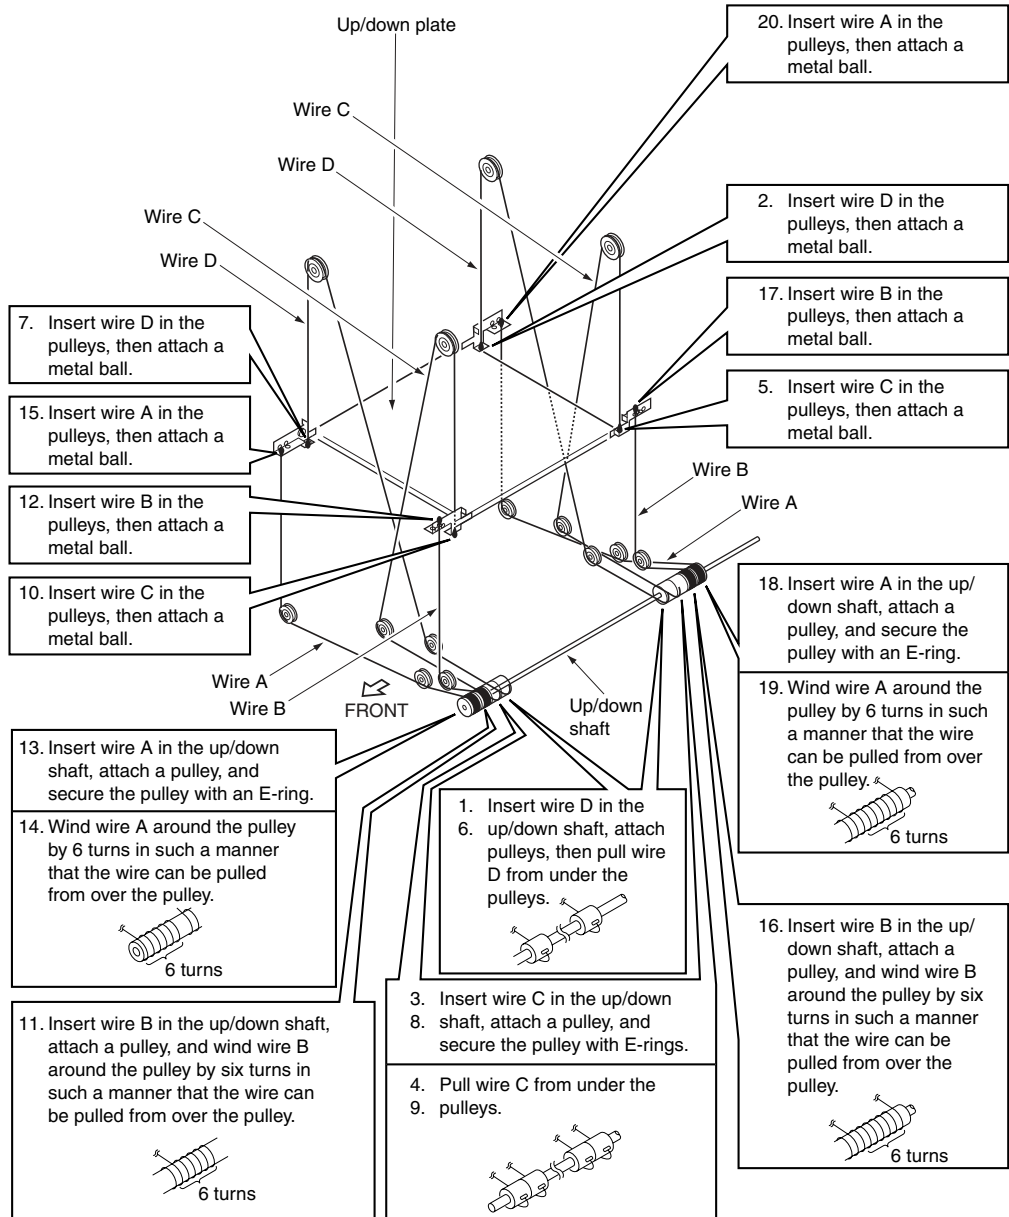 Up/down plate
20. Insert wire A in the
pulleys, then attach a
metal ball.
Wire C
Wire D
2. Insert wire D in the
pulleys, then attach a
metal ball.
Wire C
Wire D
17. Insert wire B in the
pulleys, then attach a
metal ball.
7. Insert wire D in the
pulleys, then attach a
metal ball.
5. Insert wire C in the
pulleys, then attach a
metal ball.
15. Insert wire A in the
pulleys, then attach a
metal ball.
Wire B
Wire A
12. Insert wire B in the
pulleys, then attach a
metal ball.
10. Insert wire C in the
pulleys, then attach a
metal ball.
18. Insert wire A in the up/
down shaft, attach a
pulley, and secure the
pulley with an E-ring.
Wire A
Wire B
FRONT
Up/down
shaft
19. Wind wire A around the
pulley by 6 turns in such
a manner that the wire
can be pulled from over
the pulley.
6 turns
13. Insert wire A in the up/down
shaft, attach a pulley, and
secure the pulley with an E-ring.
14. Wind wire A around the pulley
by 6 turns in such a manner
that the wire can be pulled
from over the pulley.
6 turns
1. Insert wire D in the
6. up/down shaft, attach
pulleys, then pull wire
D from under the
pulleys.
16. Insert wire B in the up/
down shaft, attach a
pulley, and wind wire B
around the pulley by six
turns in such a manner
that the wire can be
pulled from over the
pulley.
6 turns
3. Insert wire C in the up/down
8. shaft, attach a pulley, and
secure the pulley with E-rings.
4. Pull wire C from under the
9. pulleys.
11. Insert wire B in the up/down shaft,
attach a pulley, and wind wire B
around the pulley by six turns in
such a manner that the wire can
be pulled from over the pulley.
6 turns